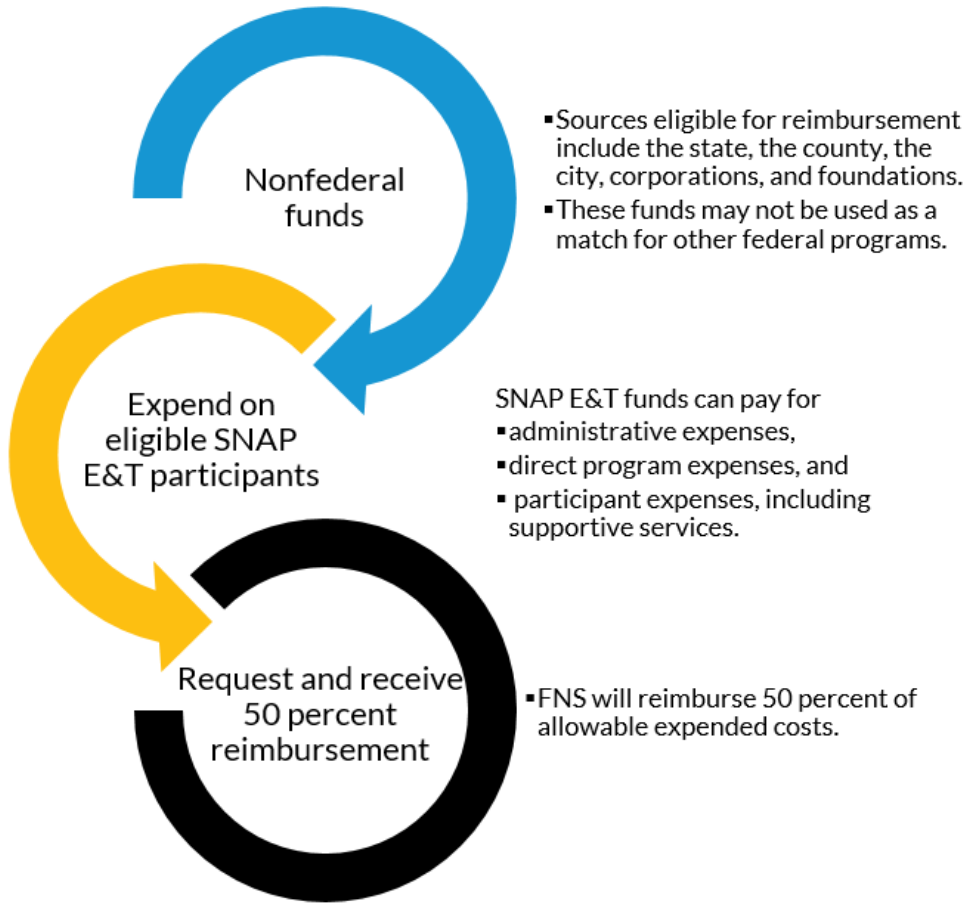 Nonfederal
funds
▪Sources eligible for reimbursement
include the state, the county, the
city, corporations, and foundations.
▪These funds may not be used as a
match for other federal programs.
Expend on
eligible SNAP
E&T participants
SNAP E&T funds can pay for
▪administrative expenses,
▪direct program expenses, and
▪ participant expenses, including
supportive services.
Request and receive
50 percent
reimbursement
▪FNS will reimburse 50 percent of
allowable expended costs.